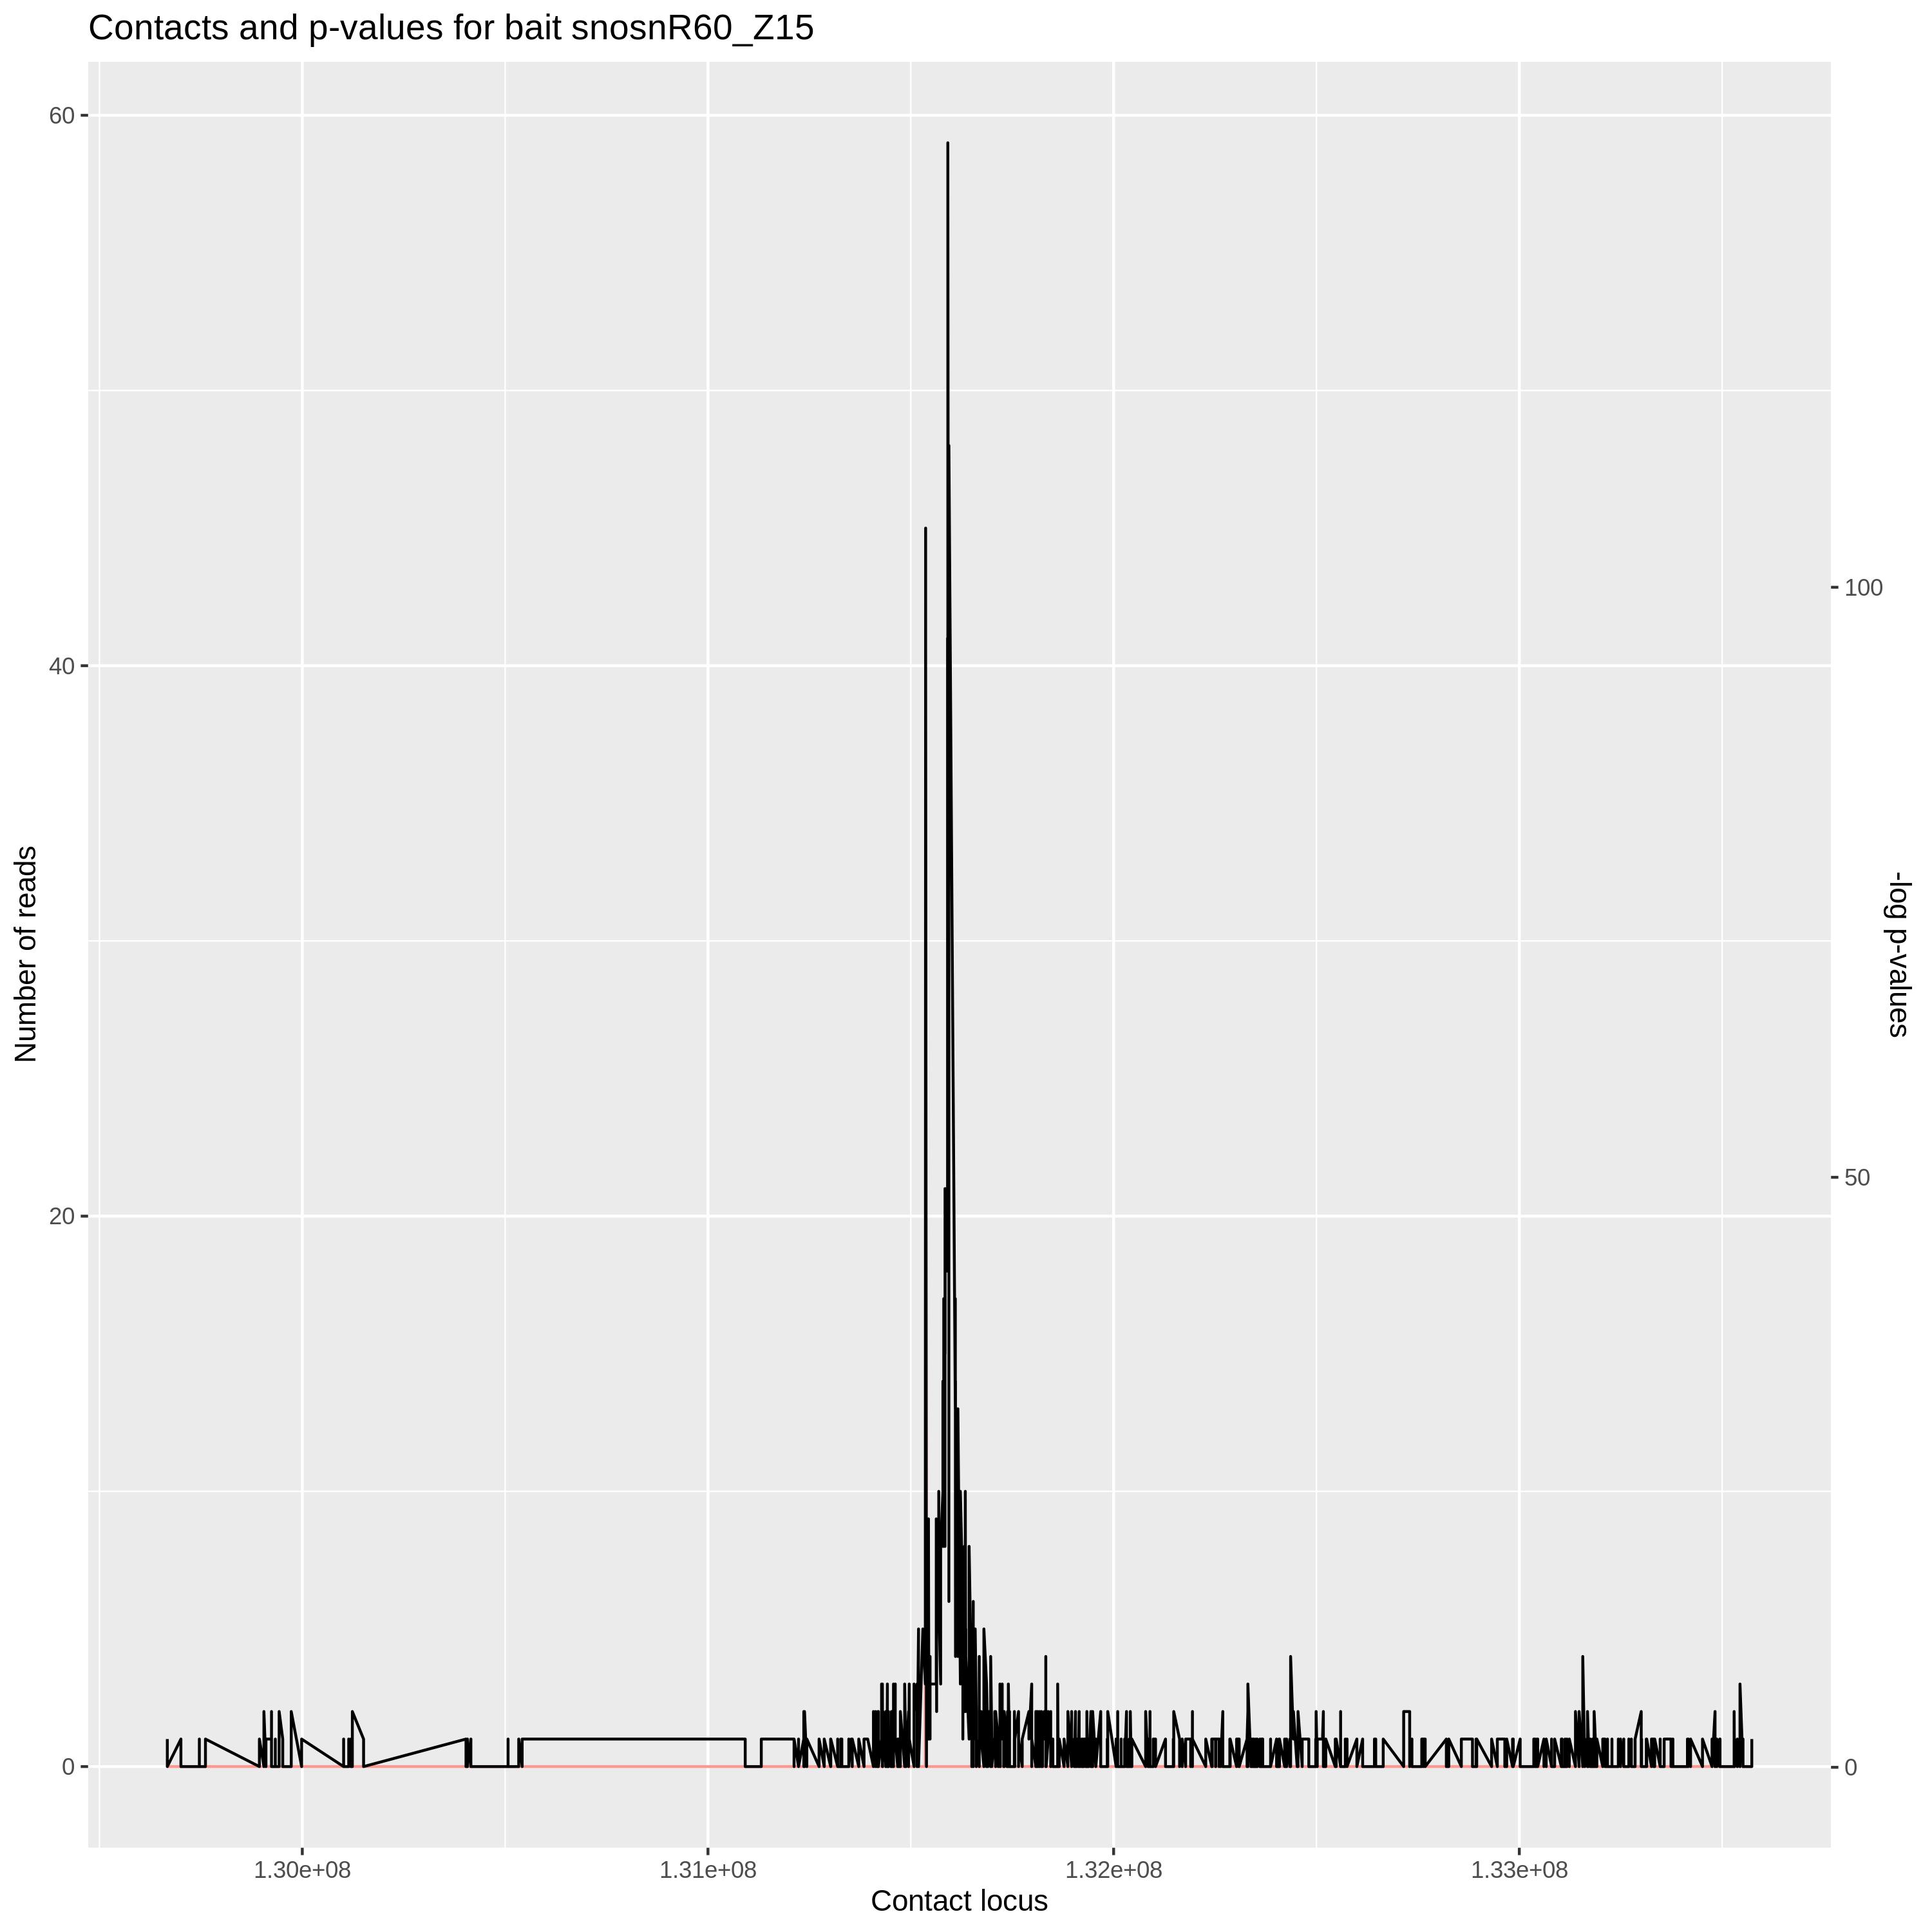 Contacts and p-values for bait snosnR60_Z15
60
40
20
0
Number of reads
100
50
0
-log p-values
1.30e+08 1.31e+08 1.32e+08 1.33e+08
Contact locus